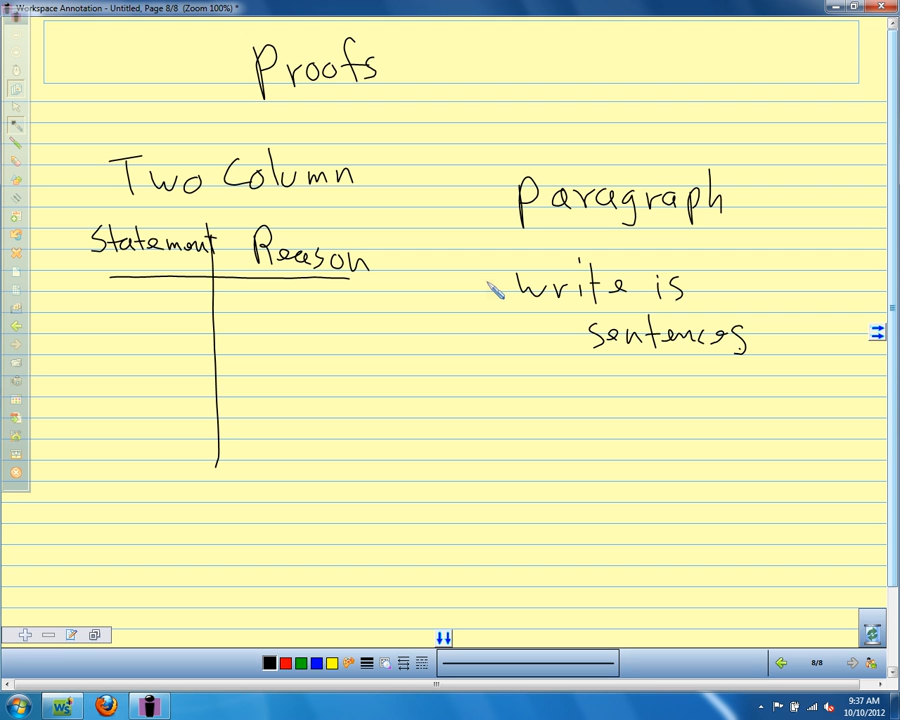 Workspace Annotation - Untitled, Page 8/8 (Zoom 100%) *
Proofs
Two Column
Statement Reason
Paragraph
write is
sentences
8/8
9:37 AM
10/10/2012